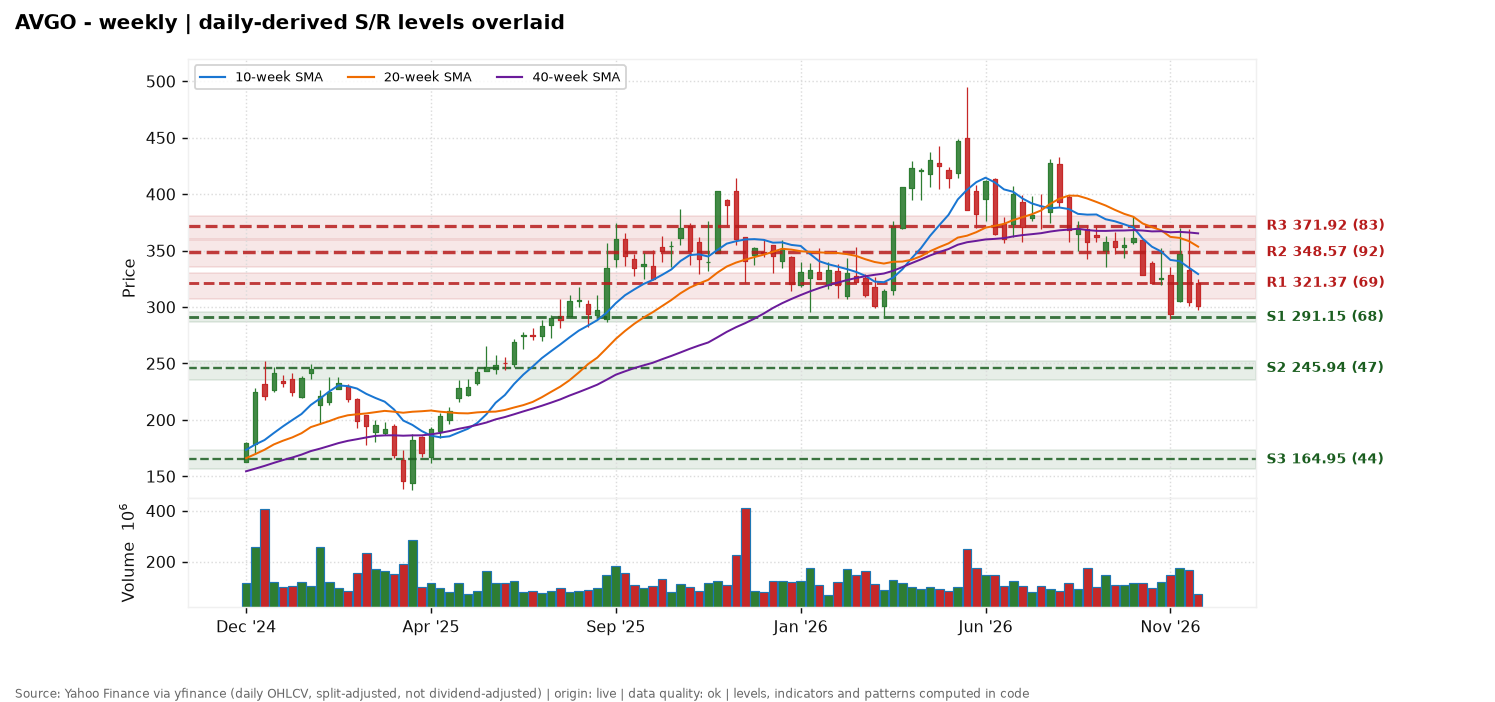 AVGO - weekly | daily-derived S/R levels overlaid
10-week SMA
20-week SMA
40-week SMA
Price
500
450
400
350
300
250
200
150
R3 371.92 (83)
R2 348.57 (92)
R1 321.37 (69)
S1 291.15 (68)
S2 245.94 (47)
S3 164.95 (44)
Volume 10⁶
400
200
Dec '24
Apr '25
Sep '25
Jan '26
Jun '26
Nov '26
Source: Yahoo Finance via yfinance (daily OHLCV, split-adjusted, not dividend-adjusted) | origin: live | data quality: ok | levels, indicators and patterns computed in code